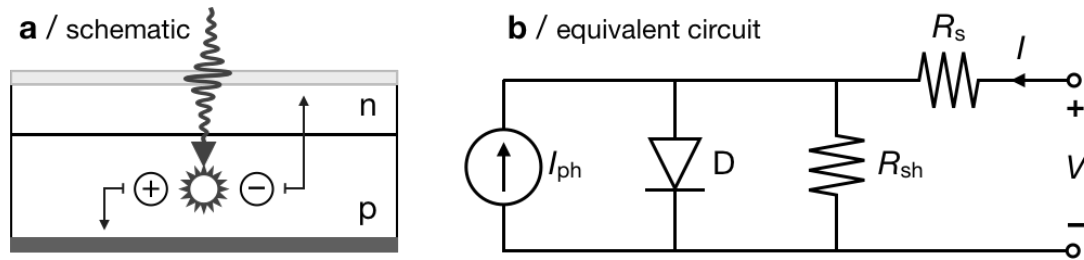 a / schematic
n
+
−
p
b / equivalent circuit
Rs
I
+
Iph
D
Rsh
V
−